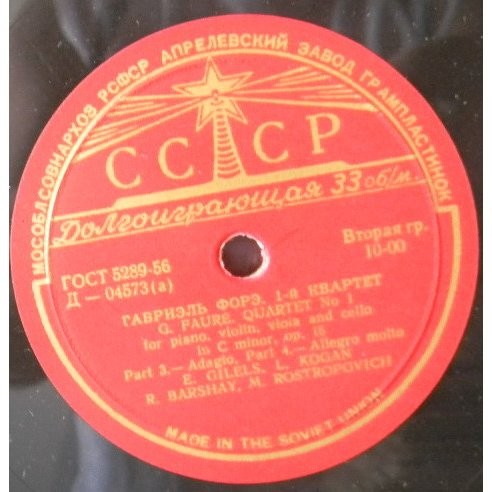 МОСОБЛСОВНАРХОЗ РСФСР АПРЕЛЕВСКИЙ ЗАВОД ГРАМПЛАСТИНОК
СССР
Долгоиграющая 33 об/м.
ГОСТ 5289-56
Д — 04573(а)
Вторая гр.
10-00
ГАВРИЭЛЬ ФОРЭ. 1-й КВАРТЕТ
G. FAURE. QUARTET No 1
for piano, violin, viola and cello
in C minor, op. 15
Part 3.—Adagio, Part 4.—Allegro molto
E. GILELS, L. KOGAN
R. BARSHAY, M. ROSTROPOVICH
MADE IN THE SOVIET UNION